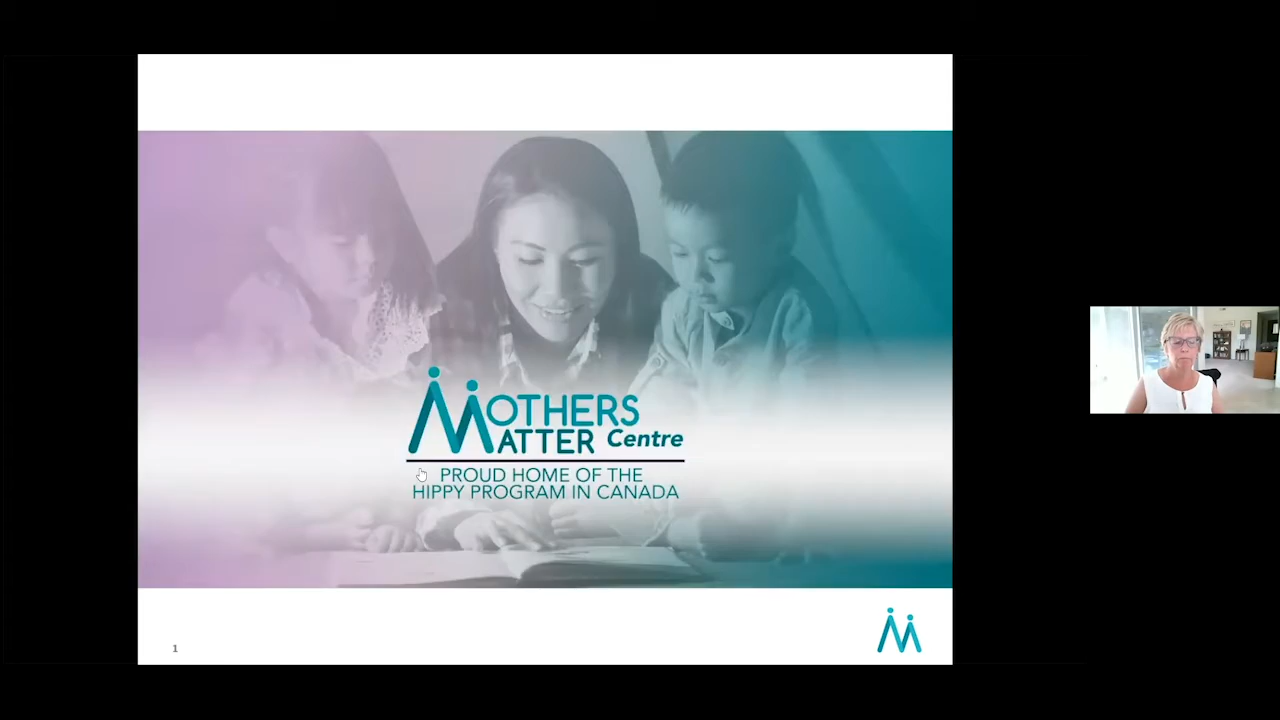 MOTHERS
MATTER Centre
PROUD HOME OF THE
HIPPY PROGRAM IN CANADA
1